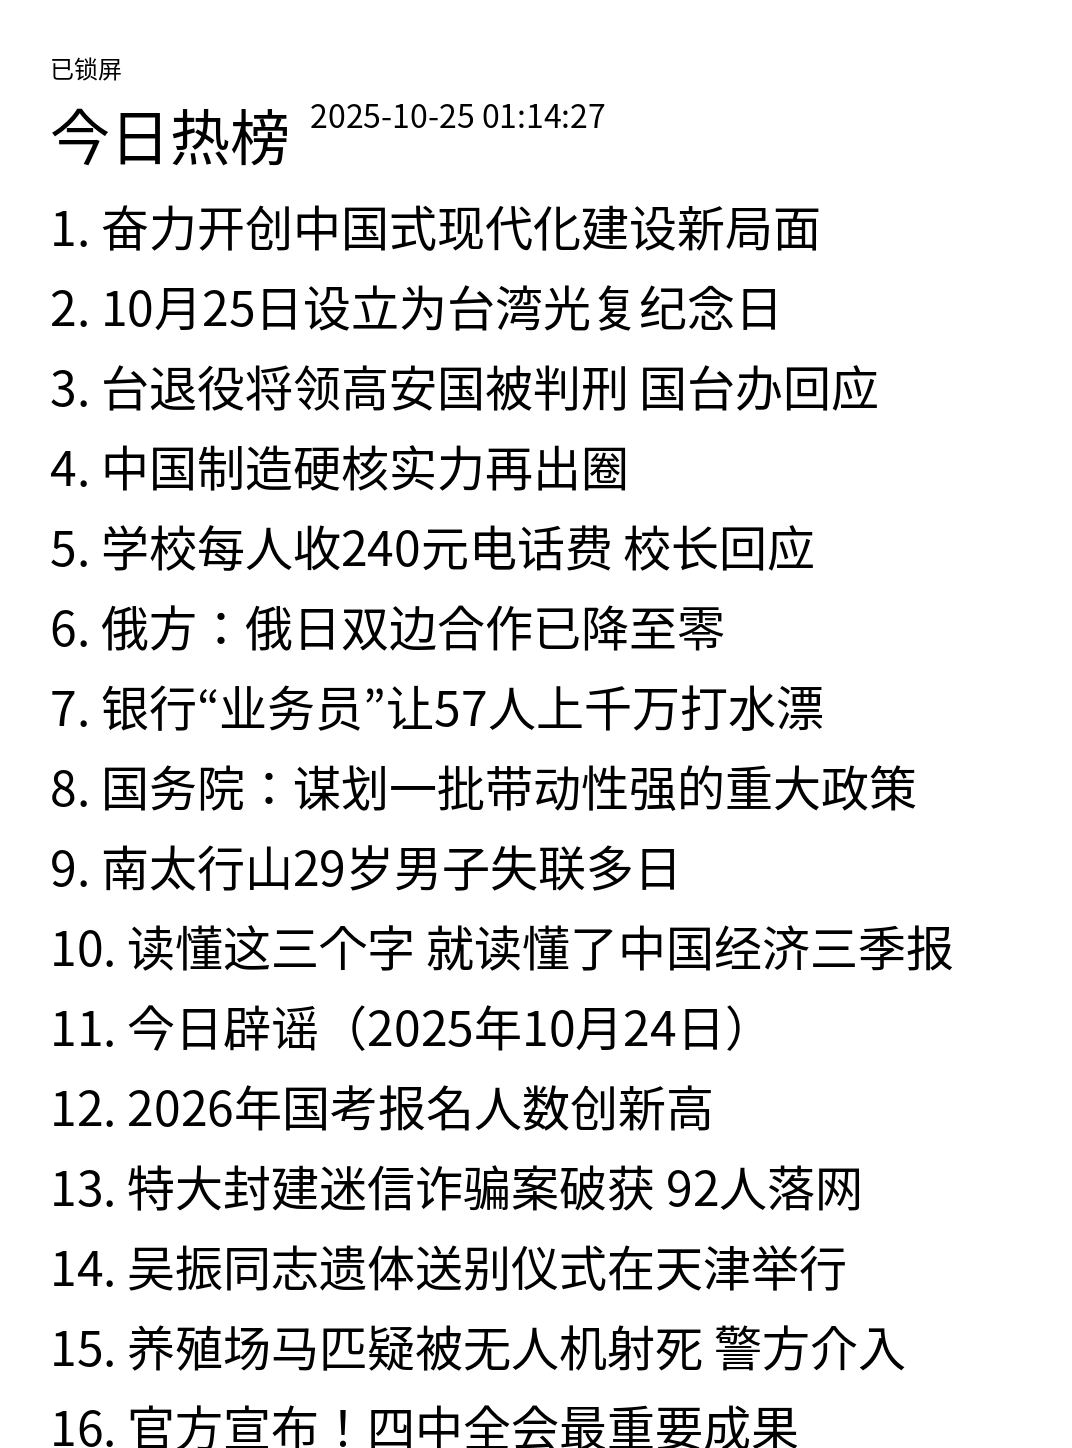 已锁屏
今日热榜 2025-10-25 01:14:27
1. 奋力开创中国式现代化建设新局面
2. 10月25日设立为台湾光复纪念日
3. 台退役将领高安国被判刑 国台办回应
4. 中国制造硬核实力再出圈
5. 学校每人收240元电话费 校长回应
6. 俄方：俄日双边合作已降至零
7. 银行“业务员”让57人上千万打水漂
8. 国务院：谋划一批带动性强的重大政策
9. 南太行山29岁男子失联多日
10. 读懂这三个字 就读懂了中国经济三季报
11. 今日辟谣（2025年10月24日）
12. 2026年国考报名人数创新高
13. 特大封建迷信诈骗案破获 92人落网
14. 吴振同志遗体送别仪式在天津举行
15. 养殖场马匹疑被无人机射死 警方介入
16. 官方宣布！四中全会最重要成果